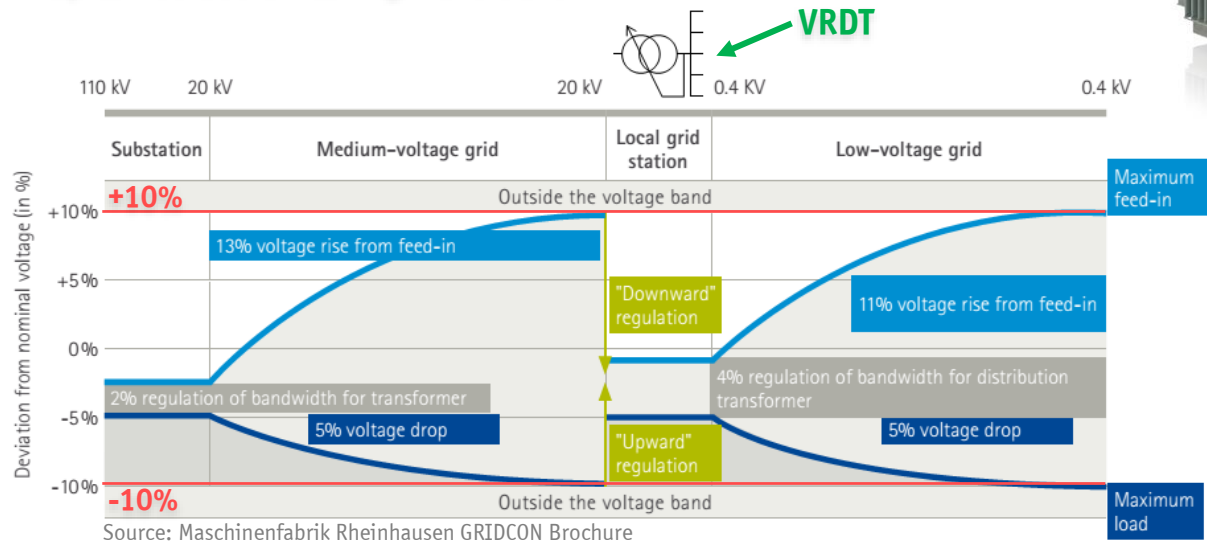 VRDT
110 kV
20 kV
20 kV
0.4 KV
0.4 kV
Substation
Medium-voltage grid
Local grid
station
Low-voltage grid
Deviation from nominal voltage (in %)
+10%
+10%
Outside the voltage band
Maximum
feed-in
13% voltage rise from feed-in
+5%
"Downward"
regulation
11% voltage rise from feed-in
0%
2% regulation of bandwidth for transformer
4% regulation of bandwidth for distribution
transformer
-5%
5% voltage drop
"Upward"
regulation
5% voltage drop
-10%
-10%
Outside the voltage band
Maximum
load
Source: Maschinenfabrik Rheinhausen GRIDCON Brochure